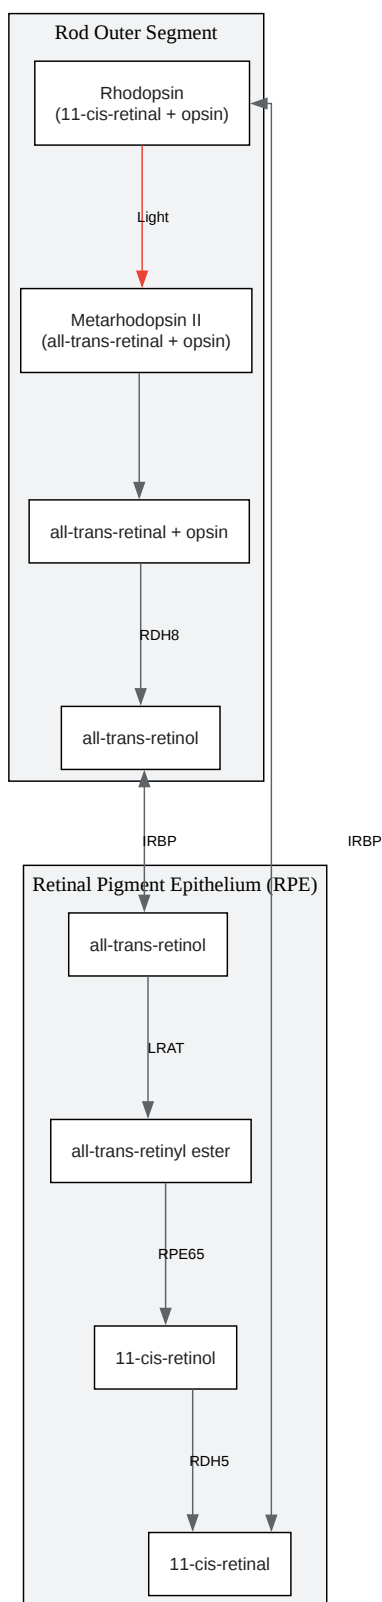 Rod Outer Segment
Rhodopsin
(11-cis-retinal + opsin)
Light
Metarhodopsin II
(all-trans-retinal + opsin)
all-trans-retinal + opsin
RDH8
all-trans-retinol
IRBP
IRBP
Retinal Pigment Epithelium (RPE)
all-trans-retinol
LRAT
all-trans-retinyl ester
RPE65
11-cis-retinol
RDH5
11-cis-retinal